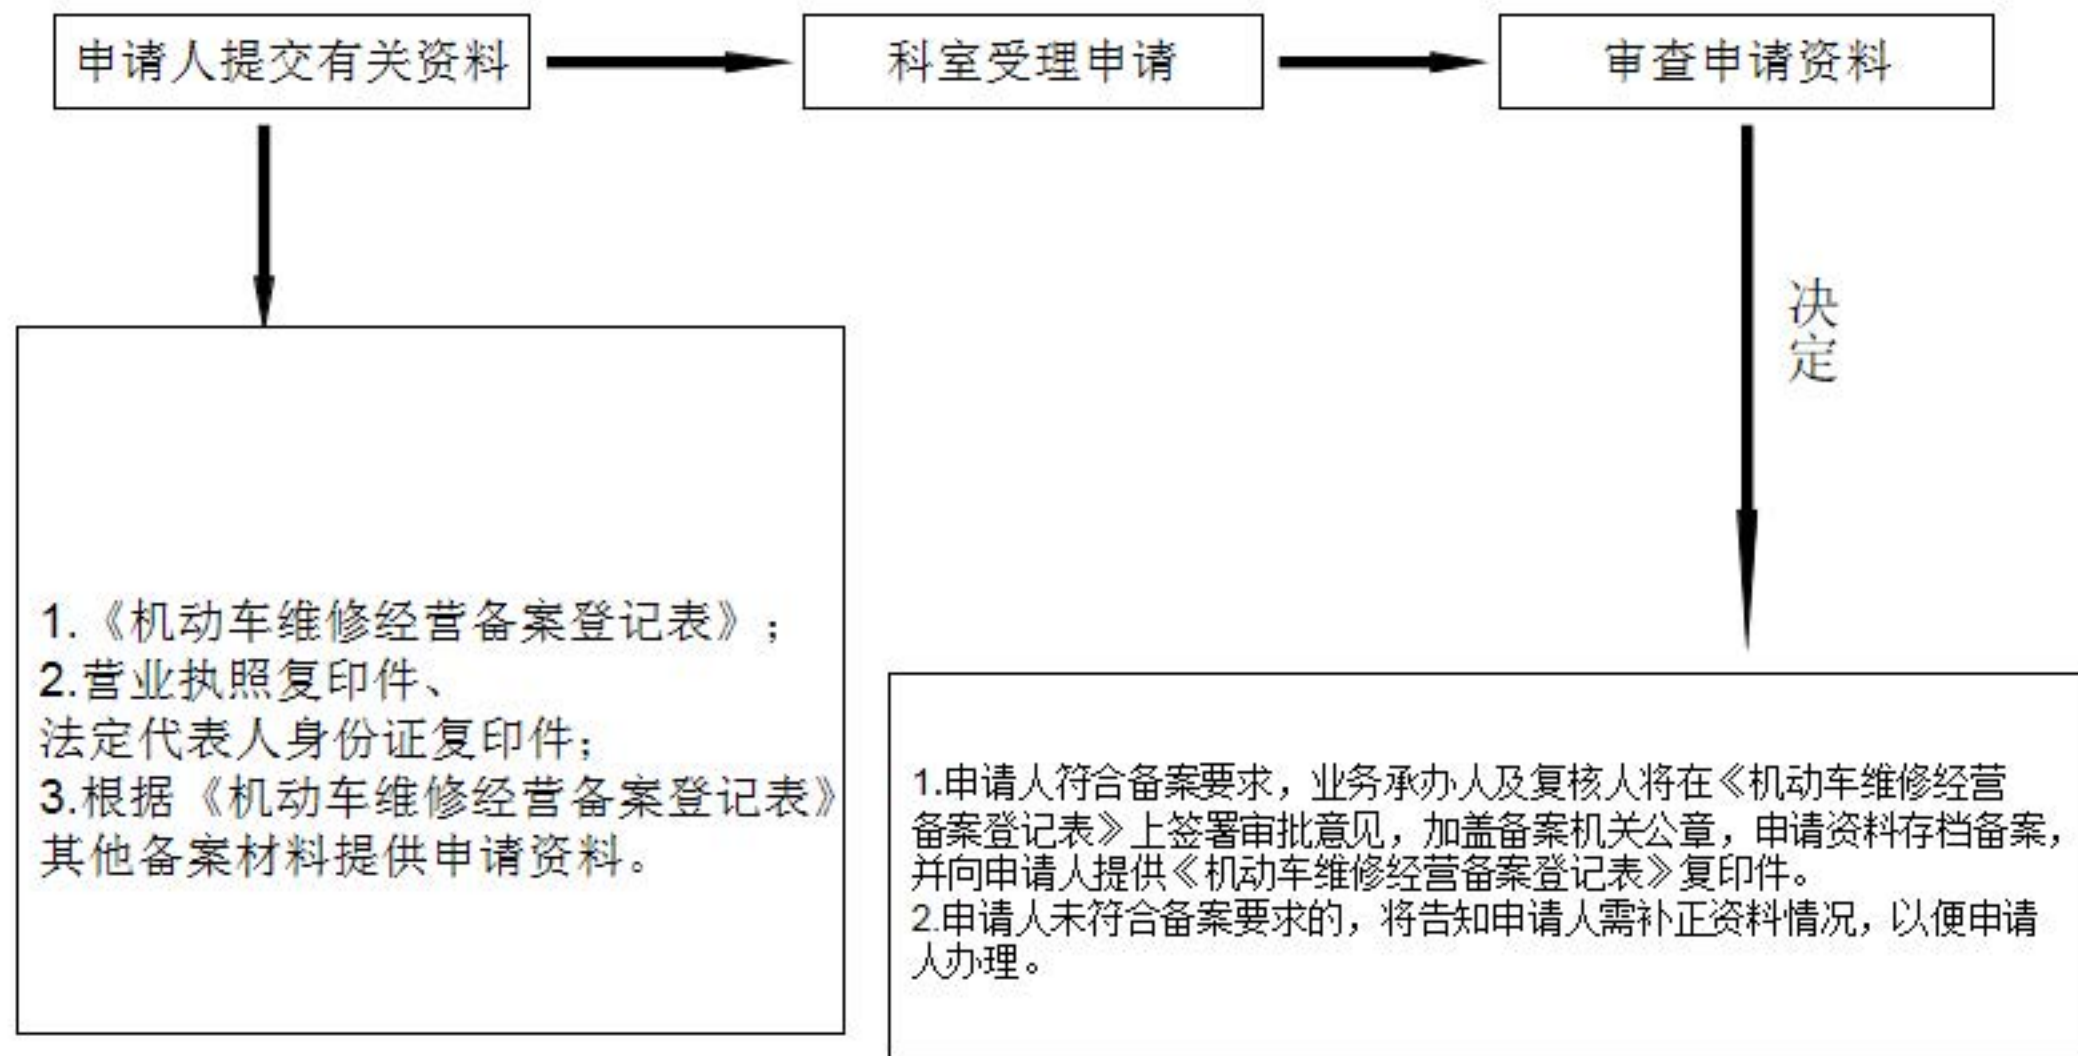 申请人提交有关资料
科室受理申请
审查申请资料
决定
1.《机动车维修经营备案登记表》;
2.营业执照复印件、
法定代表人身份证复印件;
3.根据《机动车维修经营备案登记表》
其他备案材料提供申请资料。
1.申请人符合备案要求，业务承办人及复核人将在《机动车维修经营
备案登记表》上签署审批意见，加盖备案机关公章，申请资料存档备案，
并向申请人提供《机动车维修经营备案登记表》复印件。
2.申请人未符合备案要求的，将告知申请人需补正资料情况，以便申请
人办理。